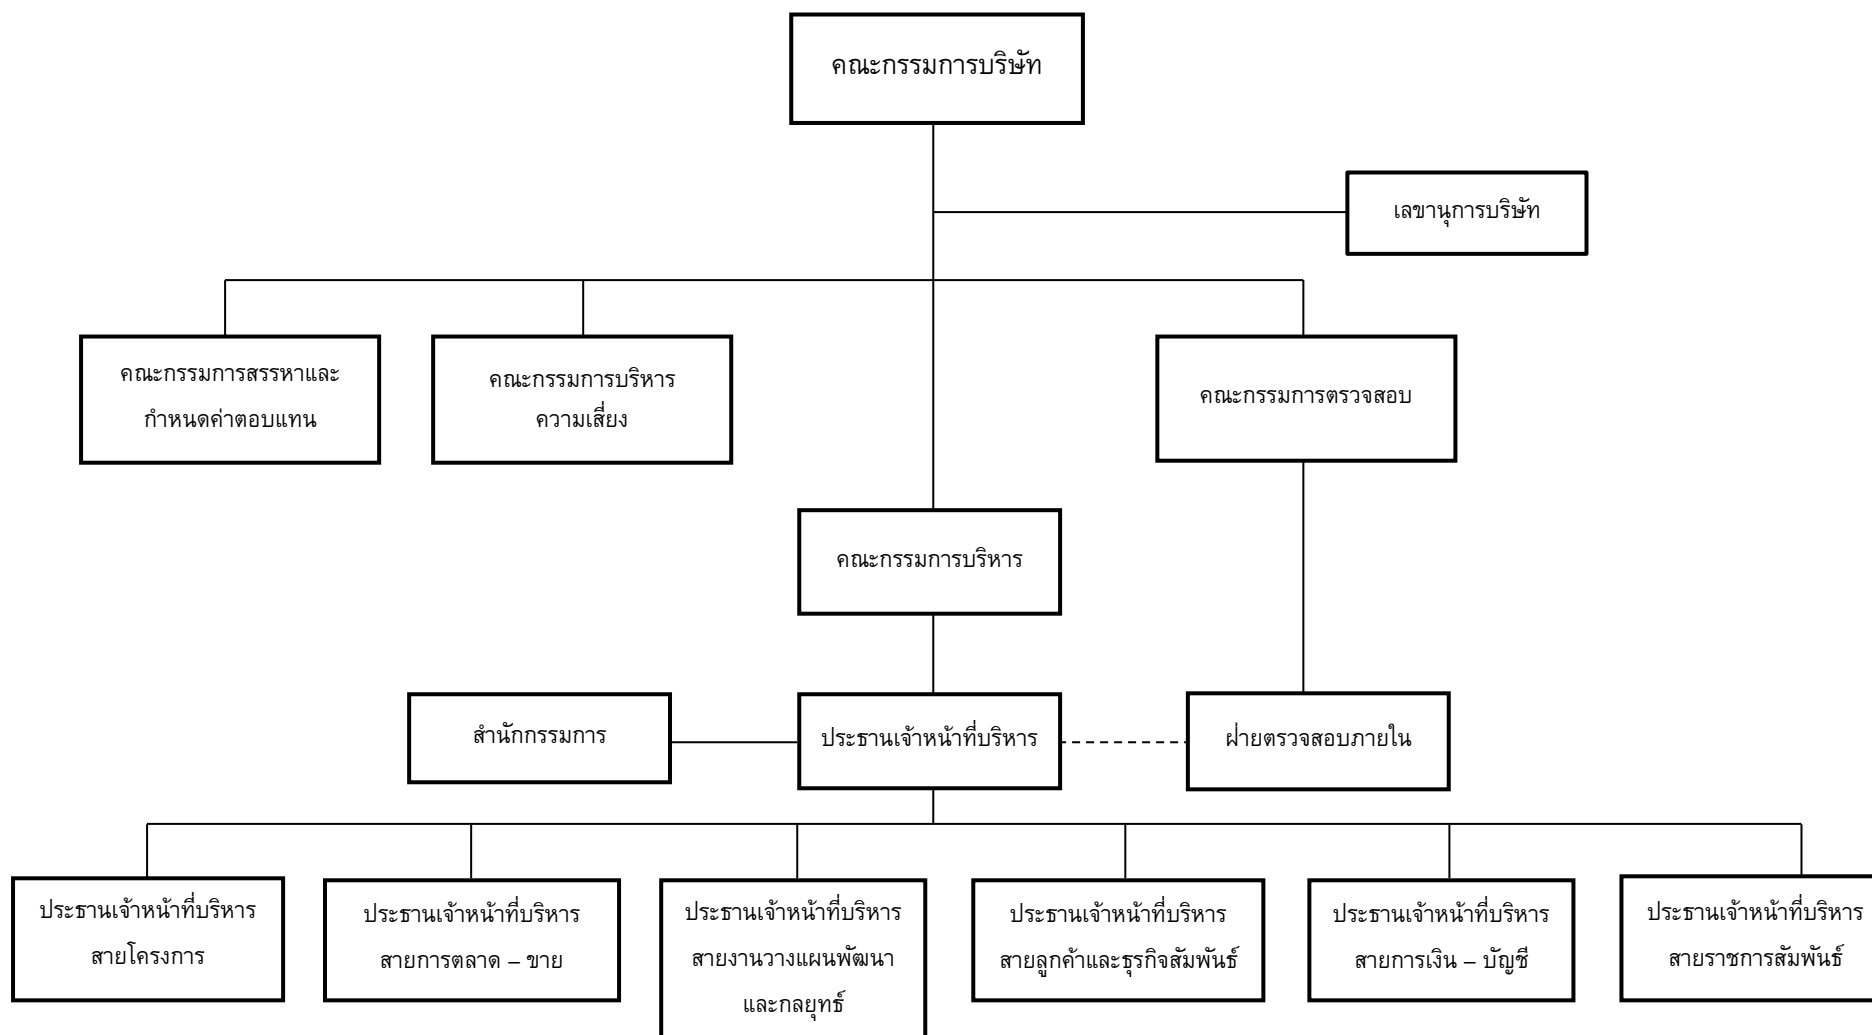 คณะกรรมการบริษัท
เลขานุการบริษัท
คณะกรรมการสรรหาและ
กำหนดค่าตอบแทน
คณะกรรมการบริหาร
ความเสี่ยง
คณะกรรมการตรวจสอบ
คณะกรรมการบริหาร
สำนักกรรมการ
ประธานเจ้าหน้าที่บริหาร
ฝ่ายตรวจสอบภายใน
ประธานเจ้าหน้าที่บริหาร
สายโครงการ
ประธานเจ้าหน้าที่บริหาร
สายการตลาด – ขาย
ประธานเจ้าหน้าที่บริหาร
สายงานวางแผนพัฒนา
และกลยุทธ์
ประธานเจ้าหน้าที่บริหาร
สายลูกค้าและธุรกิจสัมพันธ์
ประธานเจ้าหน้าที่บริหาร
สายการเงิน – บัญชี
ประธานเจ้าหน้าที่บริหาร
สายราชการสัมพันธ์